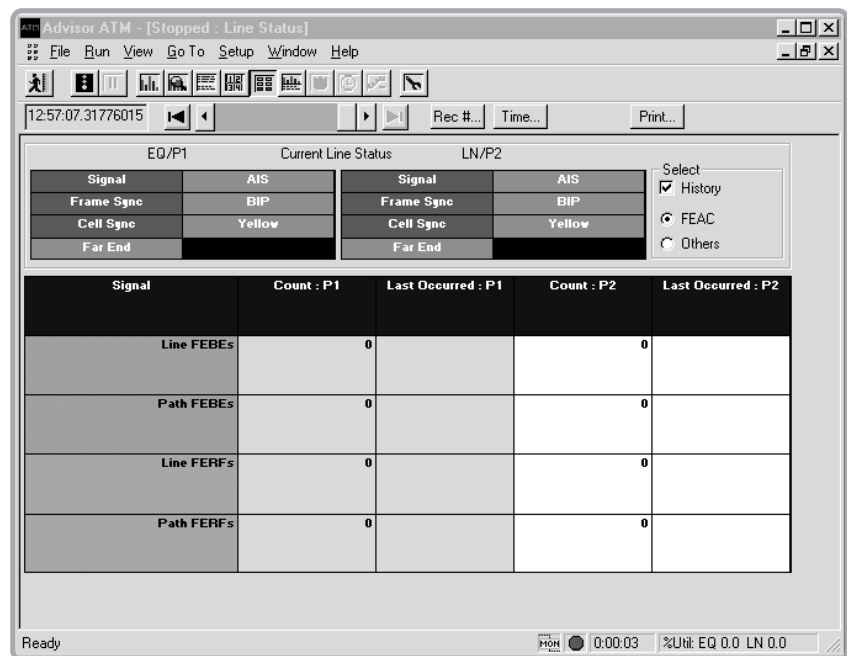 ATM Advisor ATM - [Stopped : Line Status]
File Run View Go To Setup Window Help
12:57:07.31776015 Rec #... Time... Print...
EQ/P1 Current Line Status LN/P2
Select
Signal AIS Signal AIS
History
Frame Sync BIP Frame Sync BIP
FEAC
Cell Sync Yellow Cell Sync Yellow
Others
Far End Far End
Signal Count : P1 Last Occurred : P1 Count : P2 Last Occurred : P2
Line FEBEs 0 0
Path FEBEs 0 0
Line FERFs 0 0
Path FERFs 0 0
Ready MON 0:00:03 %Util: EQ 0.0 LN 0.0